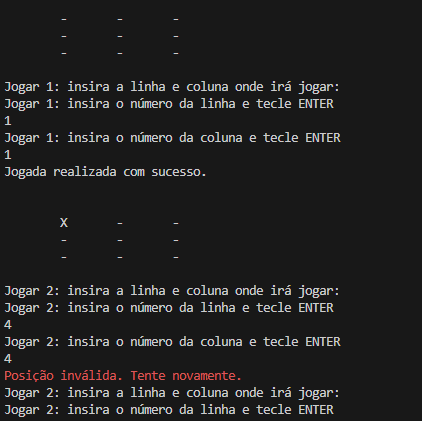 - - -
- - -
- - -
Jogar 1: insira a linha e coluna onde irá jogar:
Jogar 1: insira o número da linha e tecle ENTER
1
Jogar 1: insira o número da coluna e tecle ENTER
1
Jogada realizada com sucesso.
X - -
- - -
- - -
Jogar 2: insira a linha e coluna onde irá jogar:
Jogar 2: insira o número da linha e tecle ENTER
4
Jogar 2: insira o número da coluna e tecle ENTER
4
Posição inválida. Tente novamente.
Jogar 2: insira a linha e coluna onde irá jogar:
Jogar 2: insira o número da linha e tecle ENTER